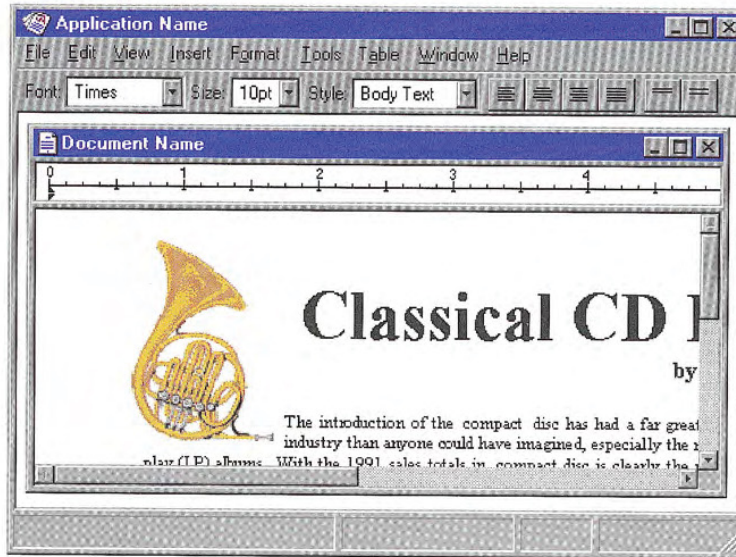 Application Name
File Edit View Insert Format Tools Table Window Help
Font: Times Size: 10pt Style: Body Text
Document Name
0 1 2 3 4
Classical CD
by
The introduction of the compact disc has had a far
industry than anyone could have imagined, especially the
play (LP) albums. With the 1991 sales totals in, compact disc is clearly the